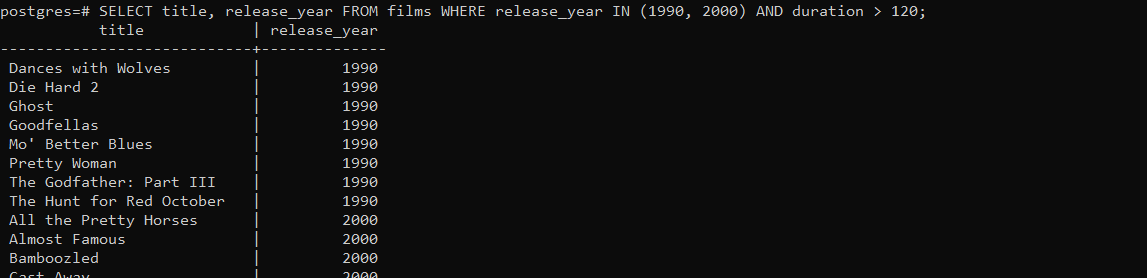 postgres=# SELECT title, release_year FROM films WHERE release_year IN (1990, 2000) AND duration > 120;
title | release_year
----------------------------+--------------
Dances with Wolves | 1990
Die Hard 2 | 1990
Ghost | 1990
Goodfellas | 1990
Mo' Better Blues | 1990
Pretty Woman | 1990
The Godfather: Part III | 1990
The Hunt for Red October | 1990
All the Pretty Horses | 2000
Almost Famous | 2000
Bamboozled | 2000
Cast Away | 2000